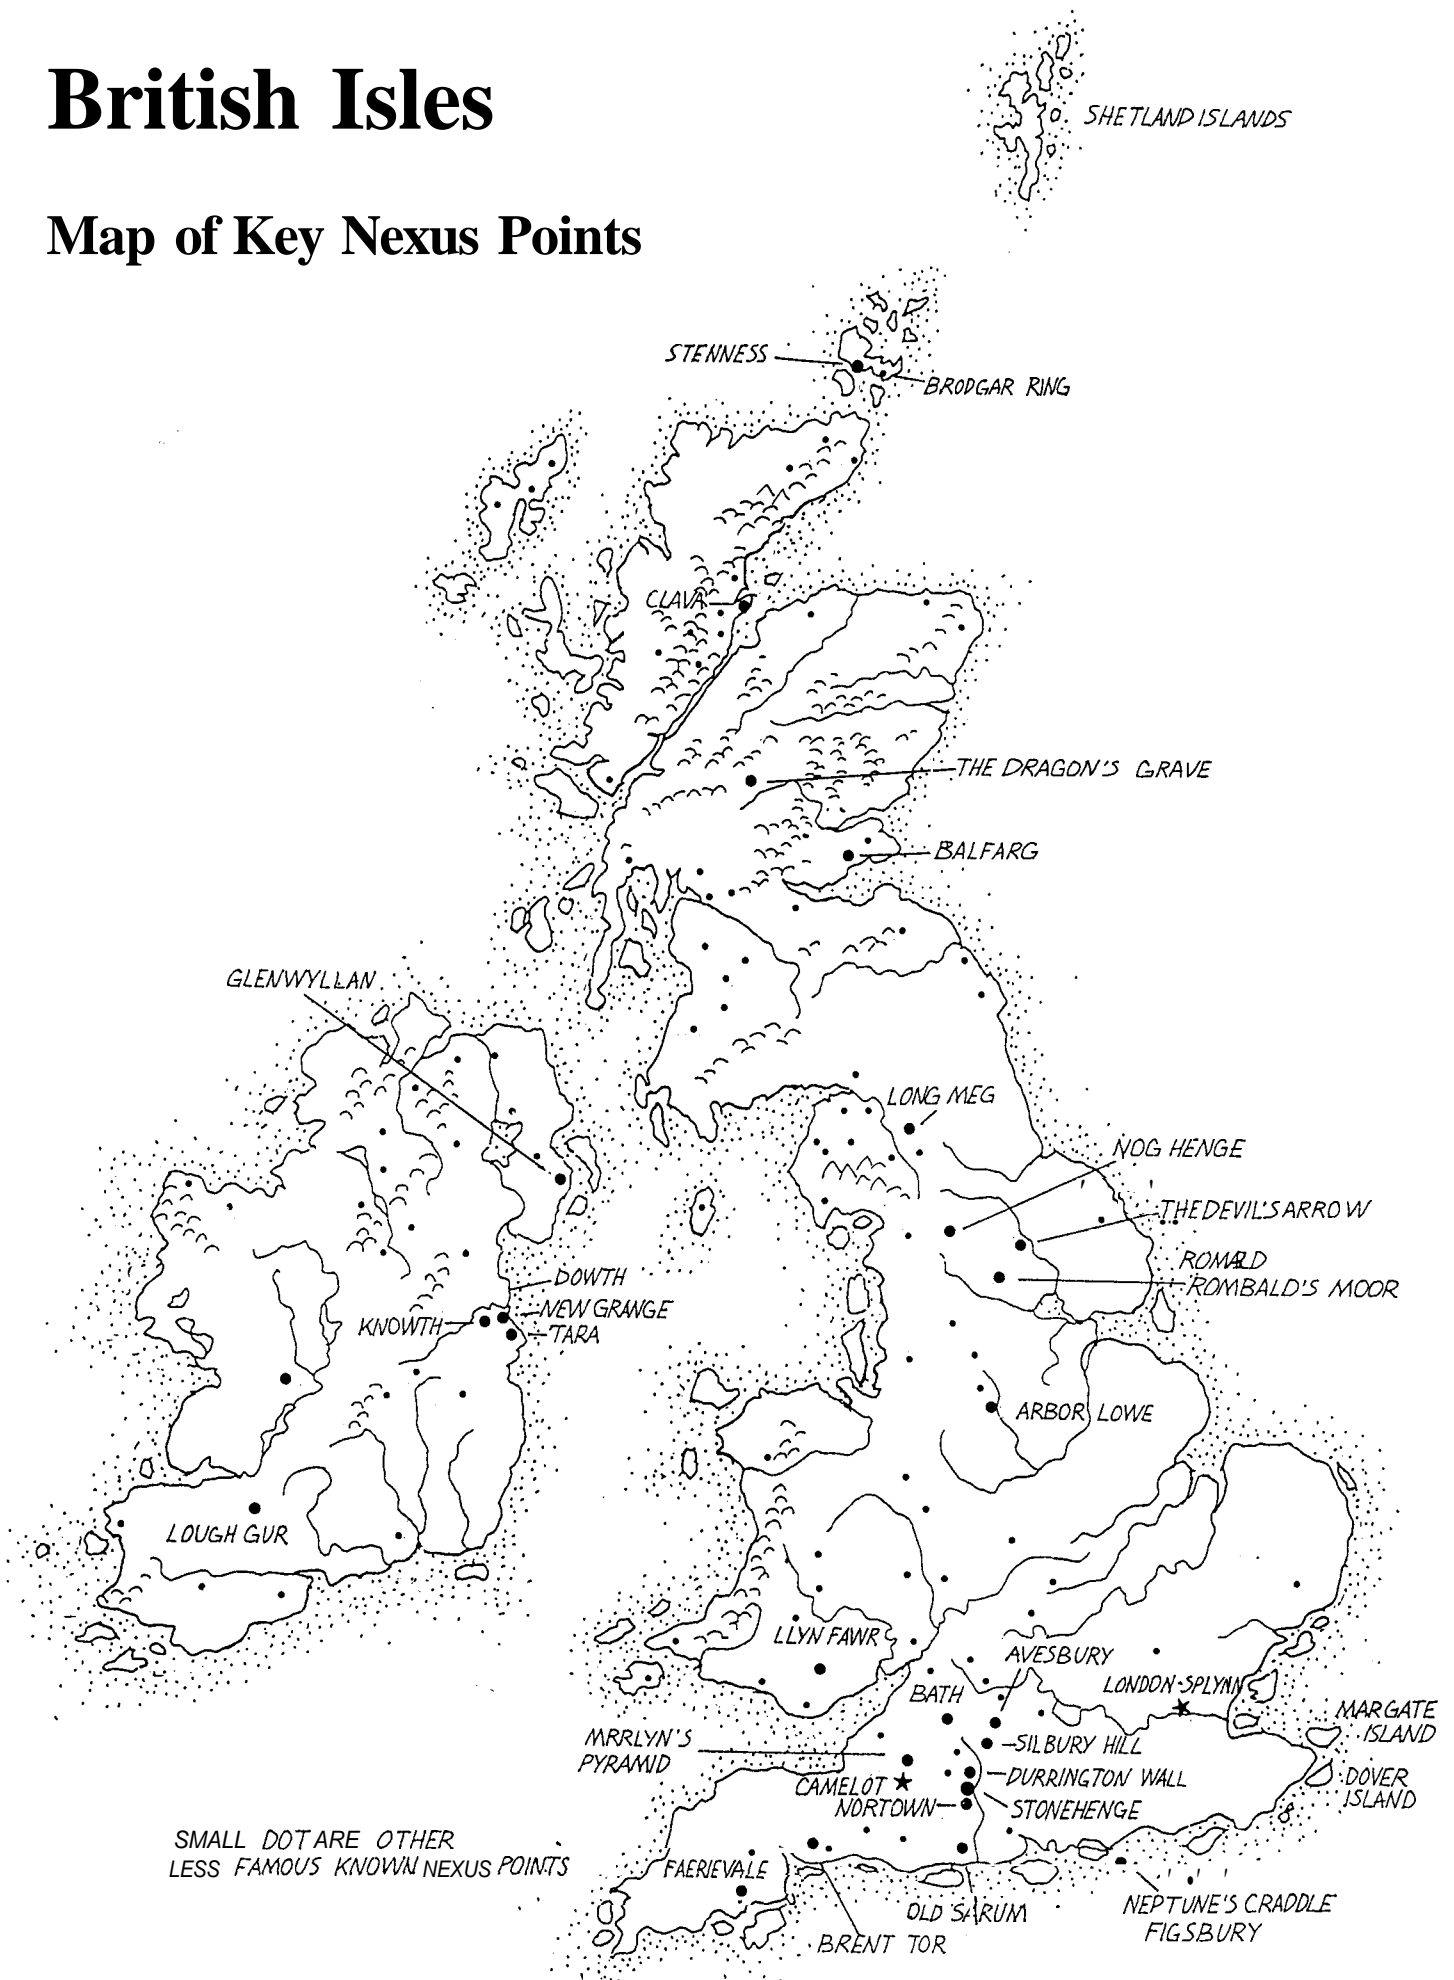 British Isles
Map of Key Nexus Points
SHETLAND ISLANDS
STENNESS
BRODGAR RING
CLAVA
THE DRAGON'S GRAVE
BALFARG
GLENWYLLAN
LONG MEG
NOG HENGE
THE DEVIL'S ARROW
ROMALD
ROMBALD'S MOOR
DOWTH
NEW GRANGE
KNOWTH
TARA
ARBOR LOWE
LOUGH GUR
LLYN FAWR
AVESBURY
BATH
LONDON-SPLYNN
MARGATE
ISLAND
MRRLYN'S
PYRAMID
SILBURY HILL
CAMELOT
DURRINGTON WALL
DOVER
ISLAND
NORTOWN
STONEHENGE
SMALL DOT ARE OTHER
LESS FAMOUS KNOWN NEXUS POINTS
FAERIEVALE
OLD SARUM
NEPTUNE'S CRADDLE
FIGSBURY
BRENT TOR